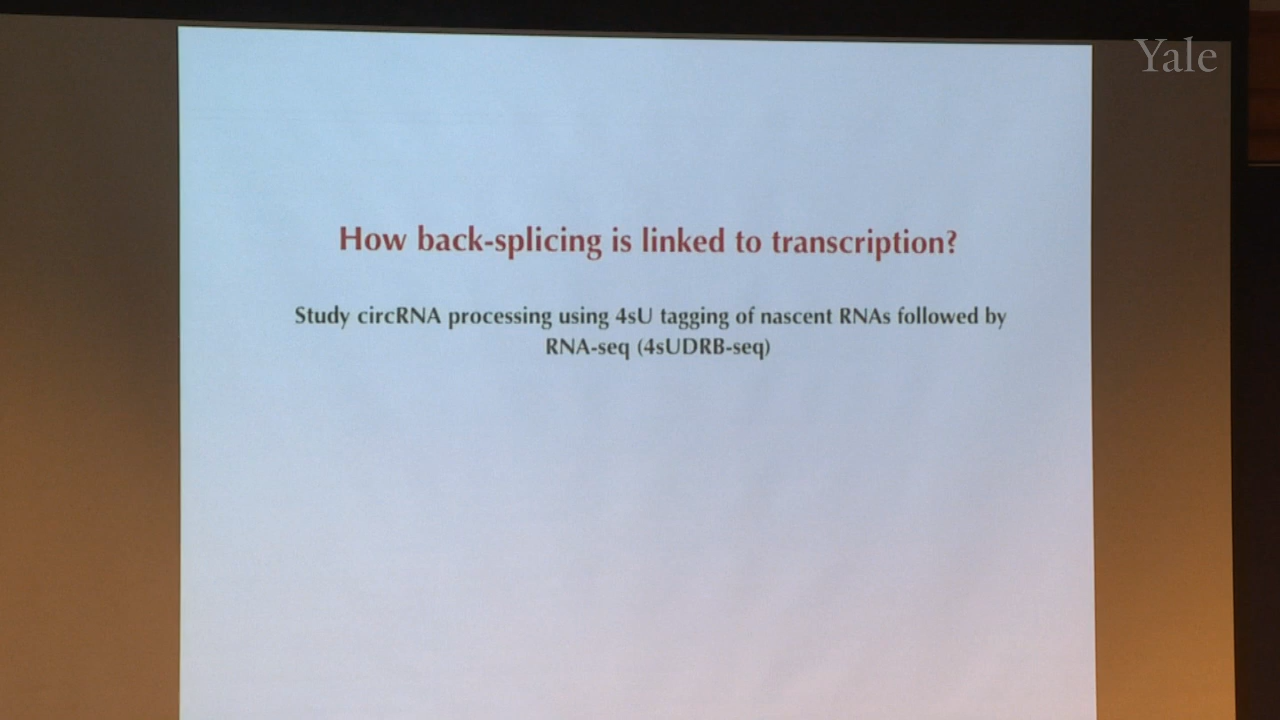 Yale
How back-splicing is linked to transcription?
Study circRNA processing using 4sU tagging of nascent RNAs followed by
RNA-seq (4sUDRB-seq)